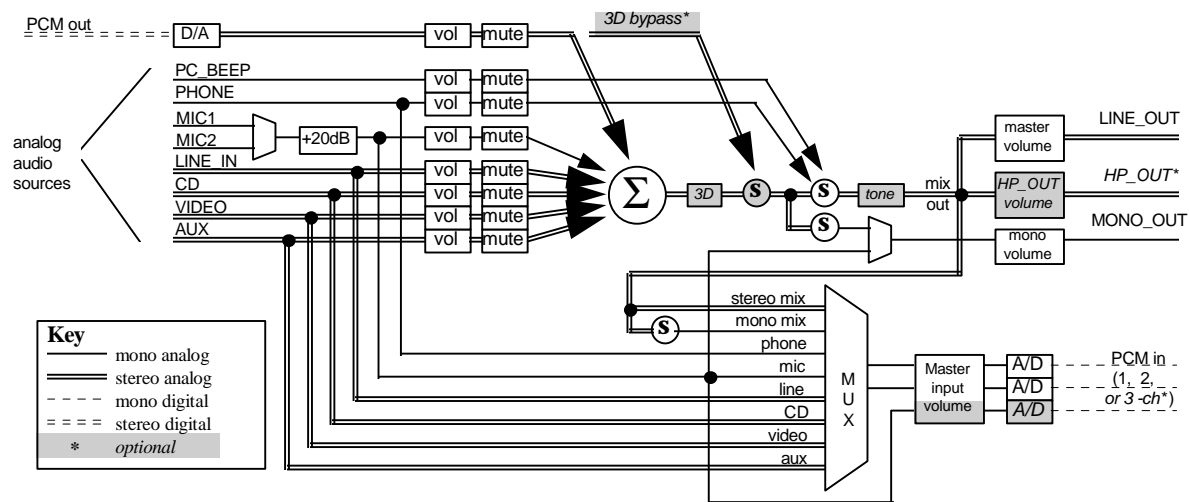 PCM out
D/A
vol
mute
3D bypass*
PC_BEEP
vol
mute
PHONE
vol
mute
MIC1
MIC2
+20dB
vol
mute
analog
audio
sources
LINE_IN
vol
mute
CD
vol
mute
VIDEO
vol
mute
AUX
vol
mute
Σ
3D
S
S
tone
mix
out
S
master
volume
LINE_OUT
HP_OUT
volume
HP_OUT*
mono
volume
MONO_OUT
stereo mix
S
mono mix
phone
mic
line
CD
video
aux
M
U
X
Master
input
volume
A/D
A/D
A/D
PCM in
(1, 2,
or 3 -ch*)
Key
mono analog
stereo analog
mono digital
stereo digital
* optional